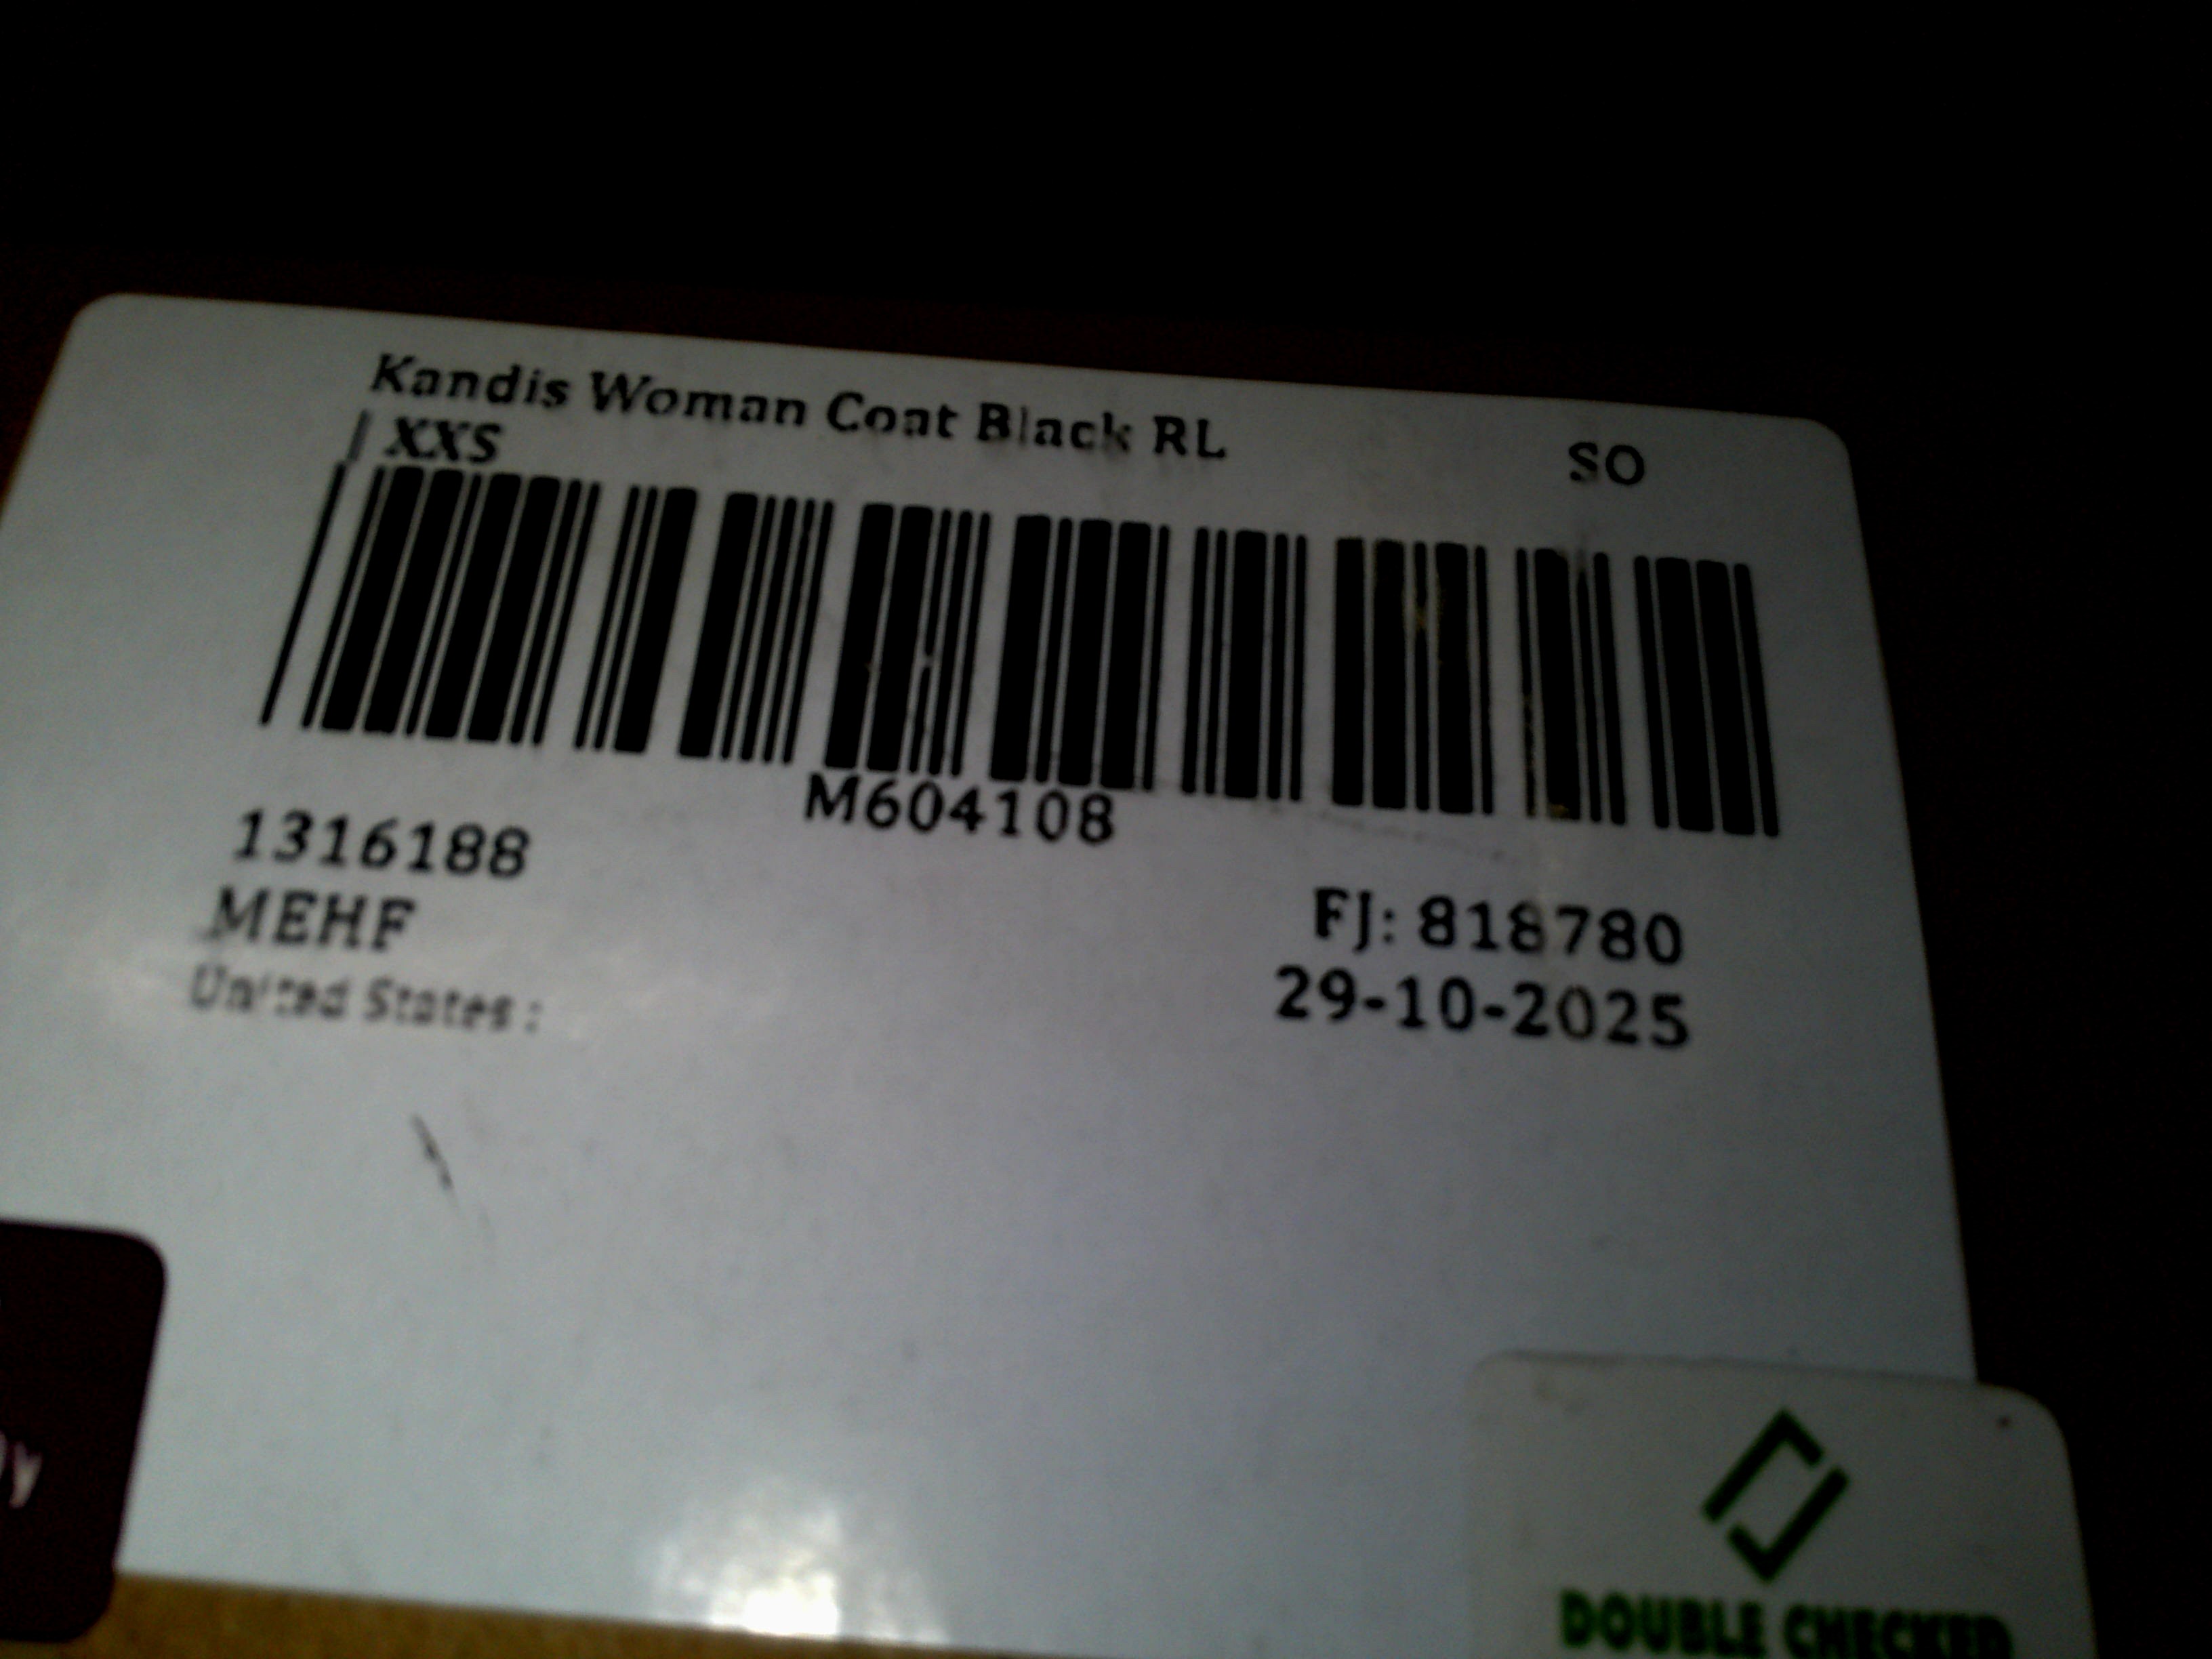 Kandis Woman Coat Black RL
| XXS
SO
M604108
1316188
MEHF
United States :
FJ: 818780
29-10-2025
DOUBLE CHECKED